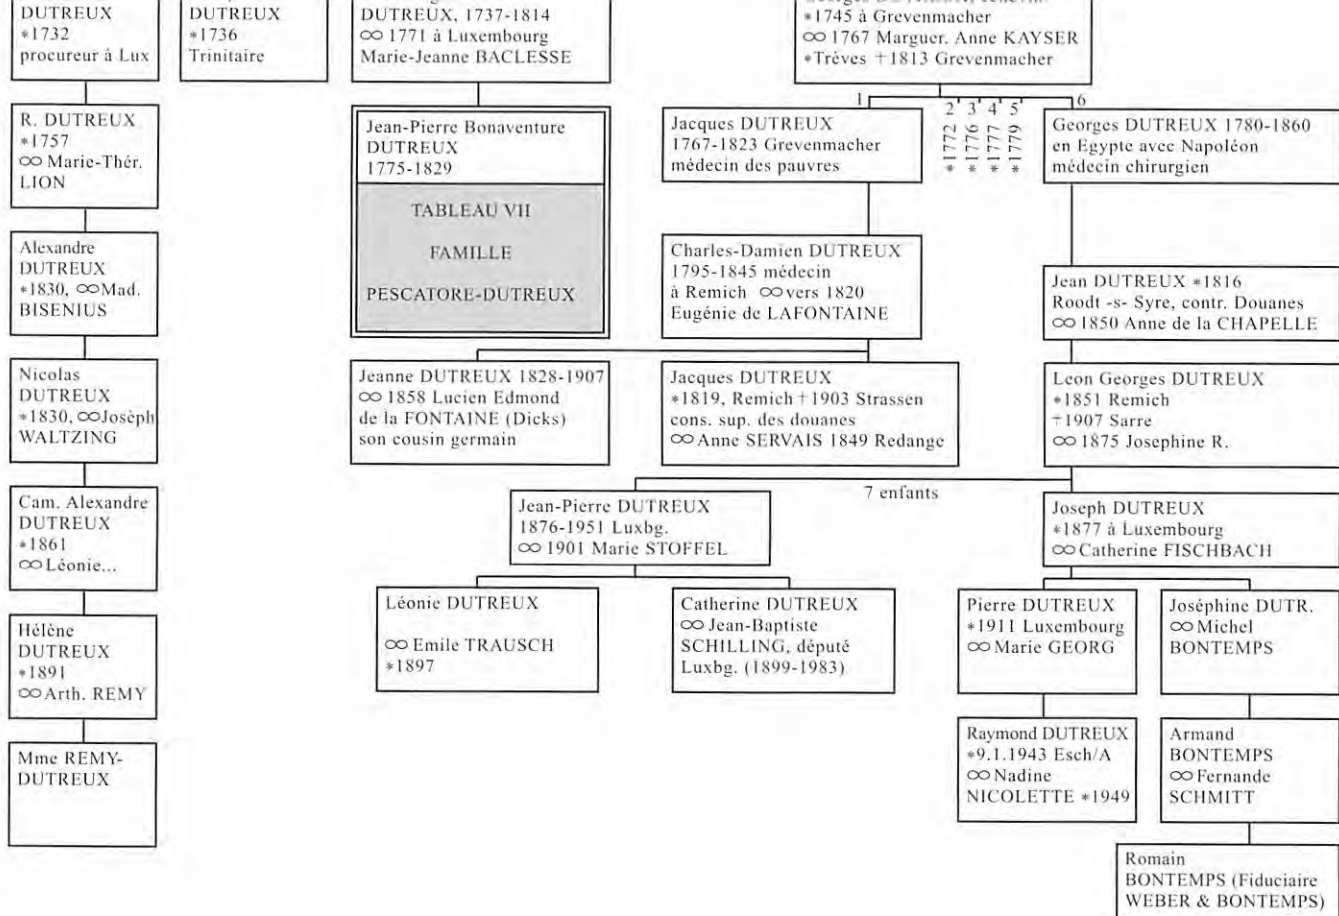 DUTREUX
*1732
procureur à Lux
DUTREUX
*1736
Trinitaire
DUTREUX, 1737-1814
∞ 1771 à Luxembourg
Marie-Jeanne BACLESSE
*1745 à Grevenmacher
∞ 1767 Marguer. Anne KAYSER
*Trèves †1813 Grevenmacher
1
2
3
4
5
6
*1772
*1776
*1777
*1779
R. DUTREUX
*1757
∞ Marie-Thér.
LION
Jean-Pierre Bonaventure
DUTREUX
1775-1829
TABLEAU VII
FAMILLE
PESCATORE-DUTREUX
Jacques DUTREUX
1767-1823 Grevenmacher
médecin des pauvres
Georges DUTREUX 1780-1860
en Egypte avec Napoléon
médecin chirurgien
Alexandre
DUTREUX
*1830, ∞Mad.
BISENIUS
Charles-Damien DUTREUX
1795-1845 médecin
à Remich ∞vers 1820
Eugénie de LAFONTAINE
Jean DUTREUX *1816
Roodt -s- Syre, contr. Douanes
∞ 1850 Anne de la CHAPELLE
Nicolas
DUTREUX
*1830, ∞Josèph
WALTZING
Jeanne DUTREUX 1828-1907
∞ 1858 Lucien Edmond
de la FONTAINE (Dicks)
son cousin germain
Jacques DUTREUX
*1819, Remich †1903 Strassen
cons. sup. des douanes
∞ Anne SERVAIS 1849 Redange
Leon Georges DUTREUX
*1851 Remich
†1907 Sarre
∞ 1875 Josephine R.
7 enfants
Cam. Alexandre
DUTREUX
*1861
∞ Léonie...
Jean-Pierre DUTREUX
1876-1951 Luxbg.
∞ 1901 Marie STOFFEL
Joseph DUTREUX
*1877 à Luxembourg
∞ Catherine FISCHBACH
Hélène
DUTREUX
*1891
∞ Arth. REMY
Léonie DUTREUX
∞ Emile TRAUSCH
*1897
Catherine DUTREUX
∞ Jean-Baptiste
SCHILLING, député
Luxbg. (1899-1983)
Pierre DUTREUX
*1911 Luxembourg
∞ Marie GEORG
Joséphine DUTR.
∞ Michel
BONTEMPS
Mme REMY-
DUTREUX
Raymond DUTREUX
*9.1.1943 Esch/A
∞ Nadine
NICOLETTE *1949
Armand
BONTEMPS
∞ Fernande
SCHMITT
Romain
BONTEMPS (Fiduciaire
WEBER & BONTEMPS)